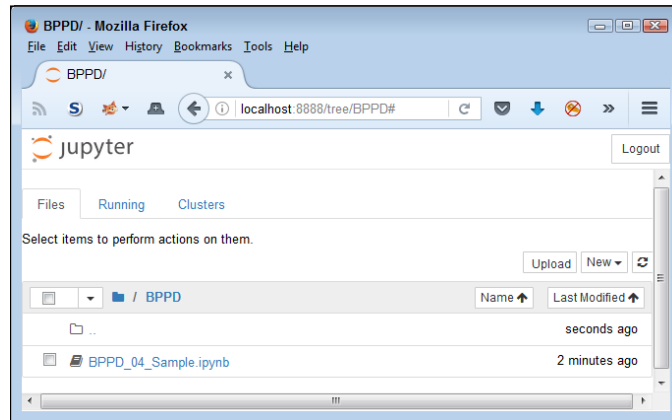 BPPD/ - Mozilla Firefox
File Edit View History Bookmarks Tools Help
BPPD/ ×
S localhost:8888/tree/BPPD# »
jupyter Logout
Files Running Clusters
Select items to perform actions on them.
Upload New
/ BPPD Name Last Modified
.. seconds ago
BPPD_04_Sample.ipynb 2 minutes ago